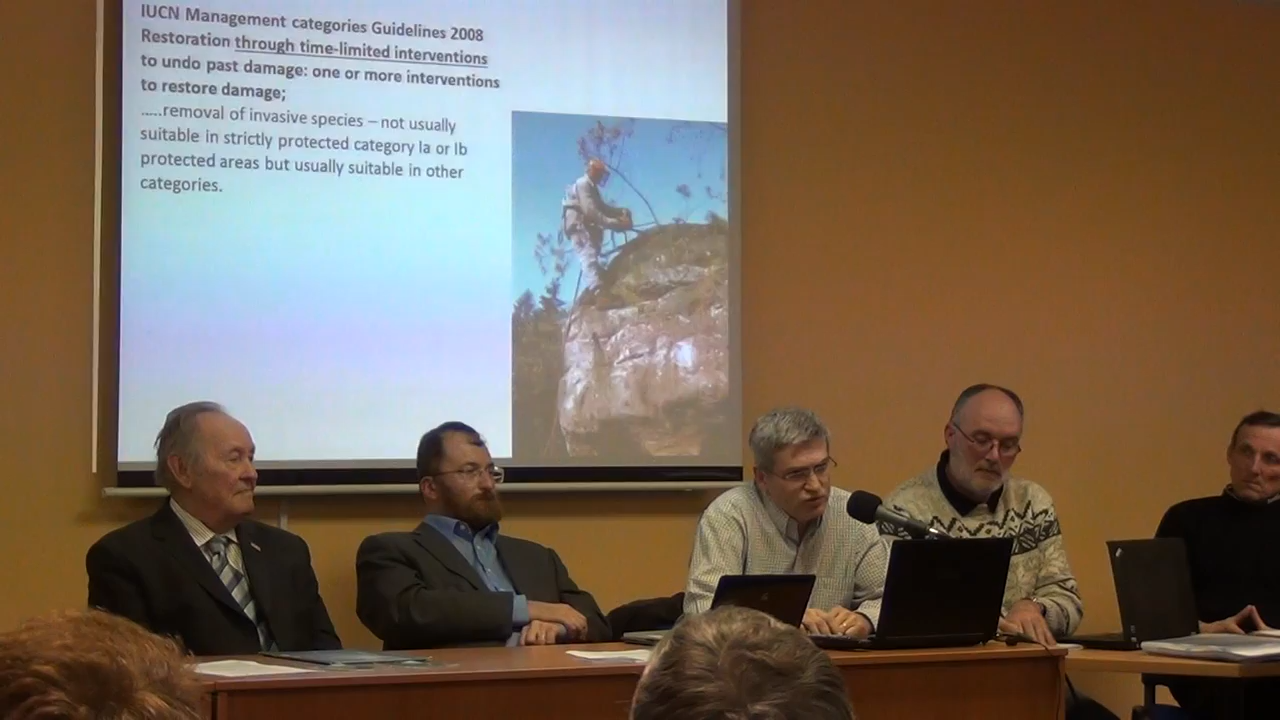 IUCN Management categories Guidelines 2008
Restoration through time-limited interventions
to undo past damage: one or more interventions
to restore damage;
.....removal of invasive species – not usually
suitable in strictly protected category Ia or Ib
protected areas but usually suitable in other
categories.